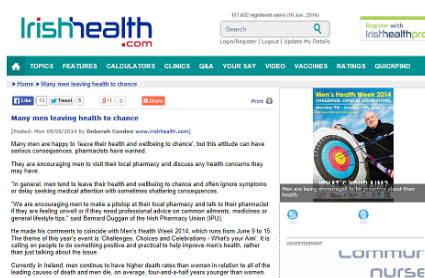 157,632 registered users (10 Jun, 2014)
Irishhealth
.com
Search
Login/Register | Logout | Update My Details
Register with
Irishhealthpro
TOPICS FEATURES CALCULATORS CLINICS Q&A YOUR SAY VIDEO VACCINES RATINGS QUICKFIND
Home Men leaving health to chance
Like 13 Tweet 5 +1 0 Share Print
Many men leaving health to chance
[Posted: Mon 09/06/2014 by Deborah Condon www.irishhealth.com]
Many men are happy to 'leave their health and wellbeing to chance', but this attitude can have
serious consequences, pharmacists have warned.
They are encouraging men to visit their local pharmacy and discuss any health concerns they
may have.
"In general, men tend to leave their health and wellbeing to chance and often ignore symptoms
or delay seeking medical attention with sometimes shattering consequences.
"We are encouraging men to make a pitstop at their local pharmacy and talk to their pharmacist
if they are feeling unwell or if they need professional advice on common ailments, medicines or
general lifestyle tips," said Bernard Duggan of the Irish Pharmacy Union (IPU).
He made his comments to coincide with Men's Health Week 2014, which runs from June 9 to 15.
The theme of this year's event is 'Challenges, Choices and Celebrations - What's your Aim'. It is
calling on people to do something positive and practical to help improve men's health, rather
than just talking about the issue.
Currently in Ireland, men continue to have higher death rates than women in relation to all of the
leading causes of death and men die, on average, four-and-a-half years younger than women.
Men's Health Week 2014
CHALLENGES, CHOICES, CELEBRATIONS
WHAT'S YOUR AIM?
Men are being encouraged to be proactive about their
health
ADVERTISEMENT
Commun
nurse